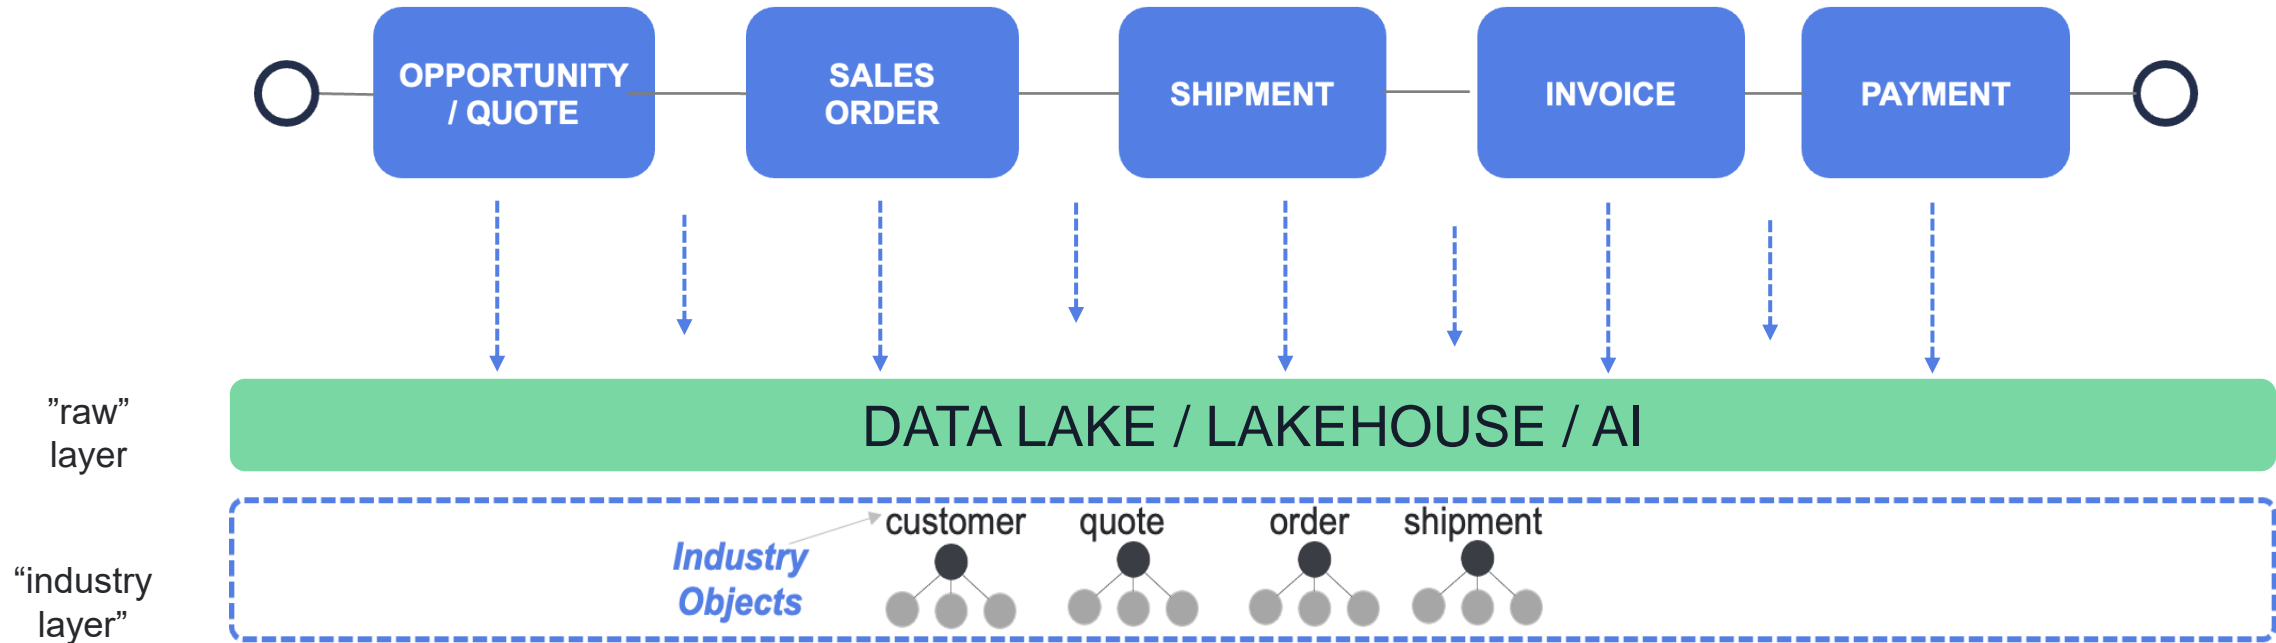 OPPORTUNITY
/ QUOTE
SALES
ORDER
SHIPMENT
INVOICE
PAYMENT
”raw”
layer
DATA LAKE / LAKEHOUSE / AI
“industry
layer”
Industry
Objects
customer
quote
order
shipment